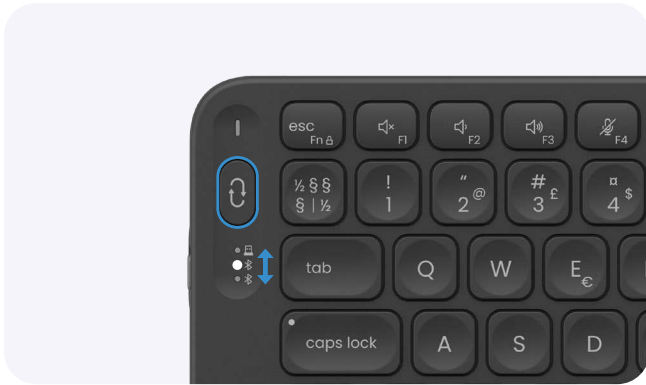 esc Fn
F1
F2
F3
F4
½ § §
§ | ½
!
1
" @
2
# £
3
¤ $
4
tab
Q
W
E €
caps lock
A
S
D